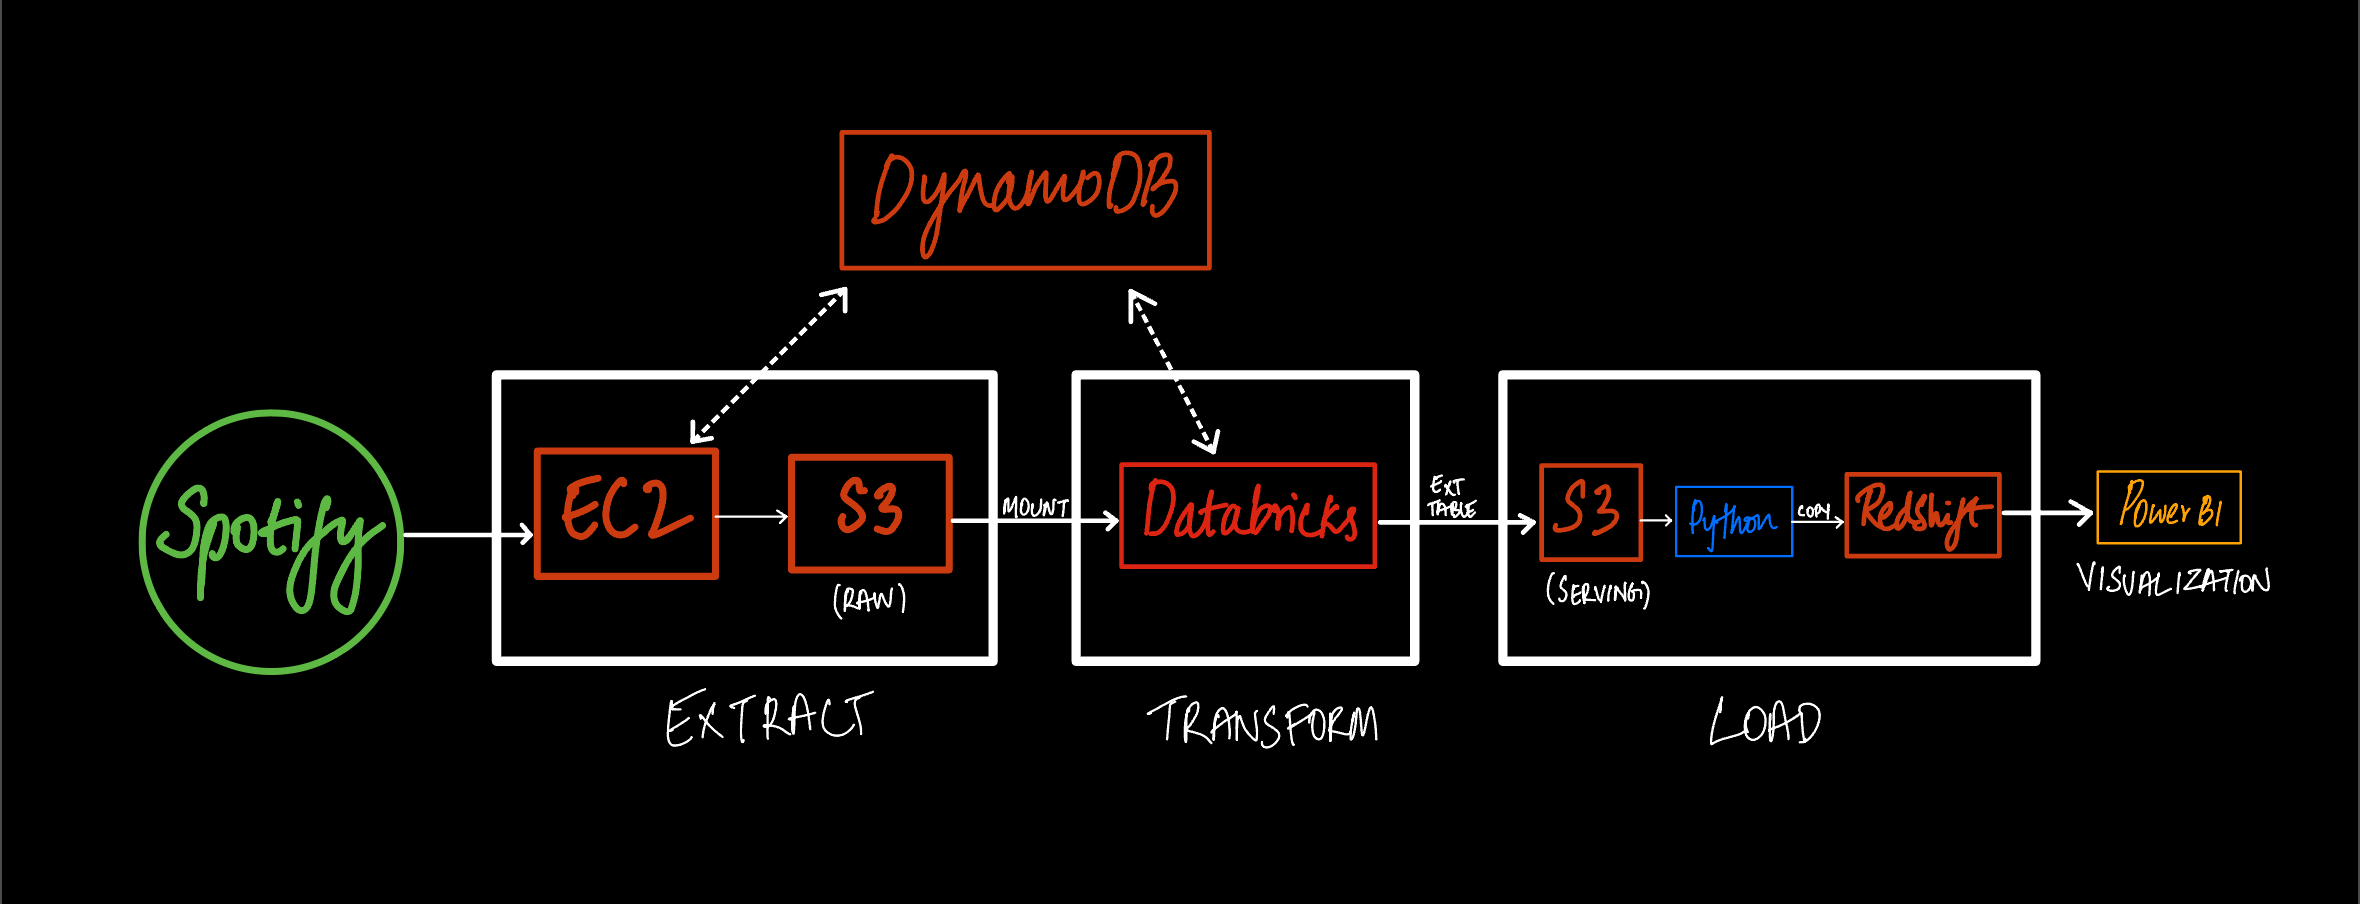 DynamoDB
Spotify
EC2
S3
(RAW)
EXTRACT
MOUNT
Databricks
TRANSFORM
EXT
TABLE
S3
(SERVING)
Python
COPY
Redshift
LOAD
Power BI
VISUALIZATION